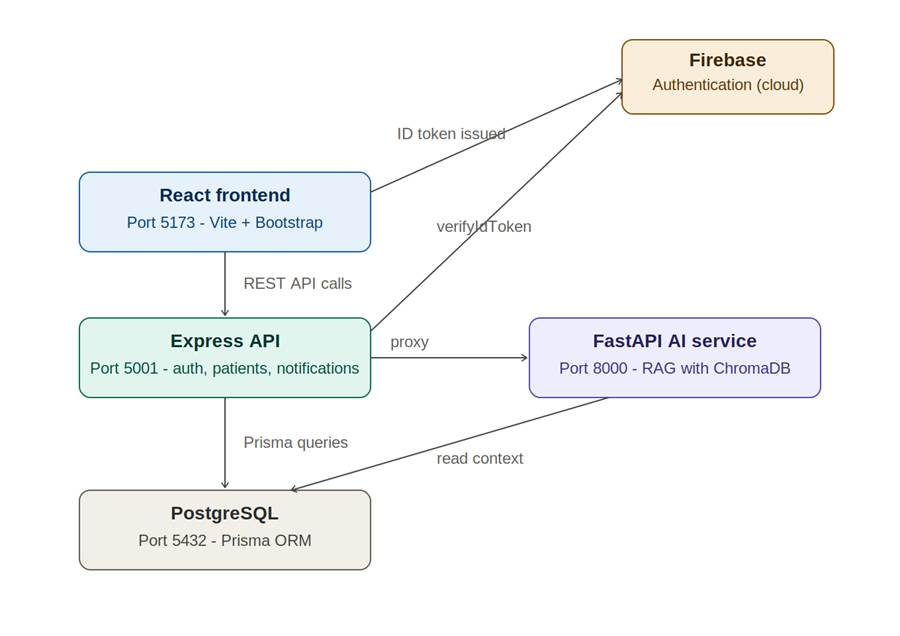 Firebase
Authentication (cloud)
ID token issued
React frontend
Port 5173 - Vite + Bootstrap
verifyIdToken
REST API calls
Express API
Port 5001 - auth, patients, notifications
proxy
FastAPI AI service
Port 8000 - RAG with ChromaDB
Prisma queries
read context
PostgreSQL
Port 5432 - Prisma ORM